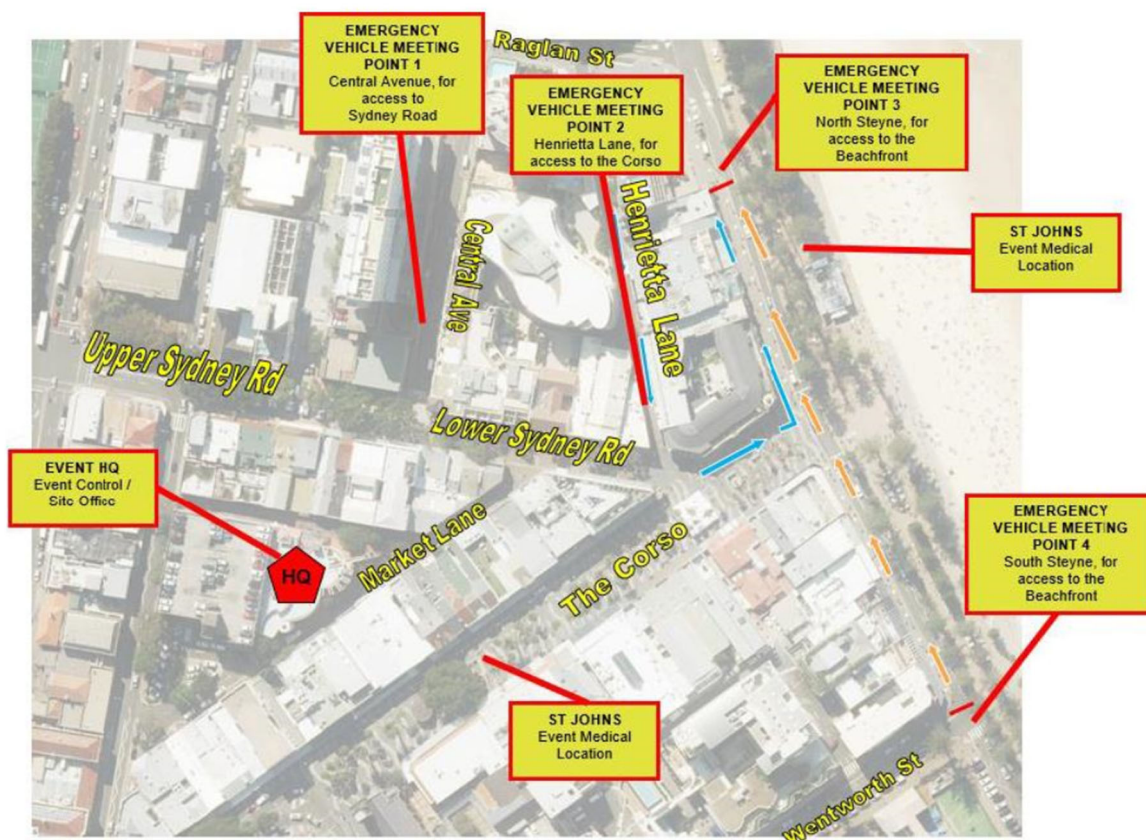 EMERGENCY
VEHICLE MEETING
POINT 1
Central Avenue, for
access to
Sydney Road
Raglan St
EMERGENCY
VEHICLE MEETING
POINT 2
Henrietta Lane, for
access to the Corso
EMERGENCY
VEHICLE MEETING
POINT 3
North Steyne, for
access to the
Beachfront
ST JOHNS
Event Medical
Location
Henrietta Lane
Central Ave
Upper Sydney Rd
Lower Sydney Rd
EVENT HQ
Event Control /
Site Office
HQ
Market Lane
The Corso
EMERGENCY
VEHICLE MEETING
POINT 4
South Steyne, for
access to the
Beachfront
ST JOHNS
Event Medical
Location
Wentworth St